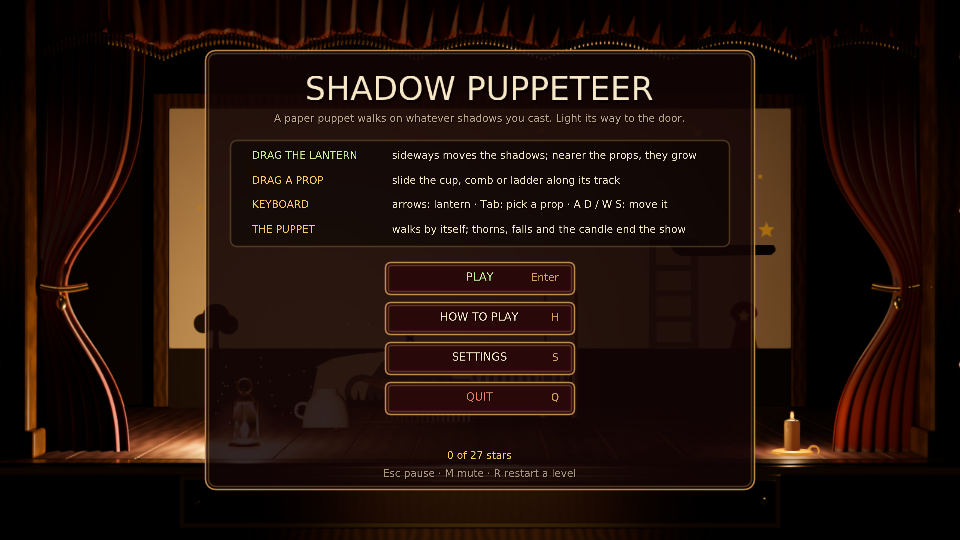 SHADOW PUPPETEER
A paper puppet walks on whatever shadows you cast. Light its way to the door.
DRAG THE LANTERN sideways moves the shadows; nearer the props, they grow
DRAG A PROP slide the cup, comb or ladder along its track
KEYBOARD arrows: lantern · Tab: pick a prop · A D / W S: move it
THE PUPPET walks by itself; thorns, falls and the candle end the show
PLAY Enter
HOW TO PLAY H
SETTINGS S
QUIT Q
0 of 27 stars
Esc pause · M mute · R restart a level